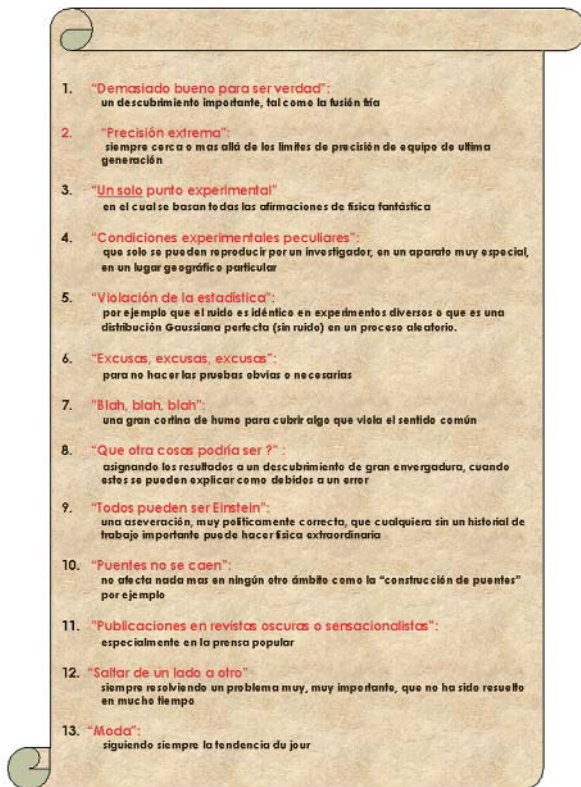 1. “Demasiado bueno para ser verdad”:
un descubrimiento importante, tal como la fusión fría
2. “Precisión extrema”:
siempre cerca o mas allá de los limites de precisión de equipo de ultima
generación
3. “Un solo punto experimental”
en el cual se basan todas las afirmaciones de física fantástica
4. “Condiciones experimentales peculiares”:
que solo se pueden reproducir por un investigador, en un aparato muy especial,
en un lugar geográfico particular
5. “Violación de la estadística”:
por ejemplo que el ruido es idéntico en experimentos diversos o que es una
distribución Gaussiana perfecta (sin ruido) en un proceso aleatorio.
6. “Excusas, excusas, excusas”:
para no hacer las pruebas obvias o necesarias
7. “Blah, blah, blah”:
una gran cortina de humo para cubrir algo que viola el sentido común
8. “Que otra cosas podría ser ?” :
asignando los resultados a un descubrimiento de gran envergadura, cuando
estos se pueden explicar como debidos a un error
9. “Todos pueden ser Einstein”:
una aseveración, muy políticamente correcta, que cualquiera sin un historial de
trabajo importante puede hacer física extraordinaria
10. “Puentes no se caen”:
no afecta nada mas en ningún otro ámbito como la “construcción de puentes”
por ejemplo
11. “Publicaciones en revistas oscuras o sensacionalistas”:
especialmente en la prensa popular
12. “Saltar de un lado a otro”
siempre resolviendo un problema muy, muy importante, que no ha sido resuelto
en mucho tiempo
13. “Moda”:
siguiendo siempre la tendencia du jour